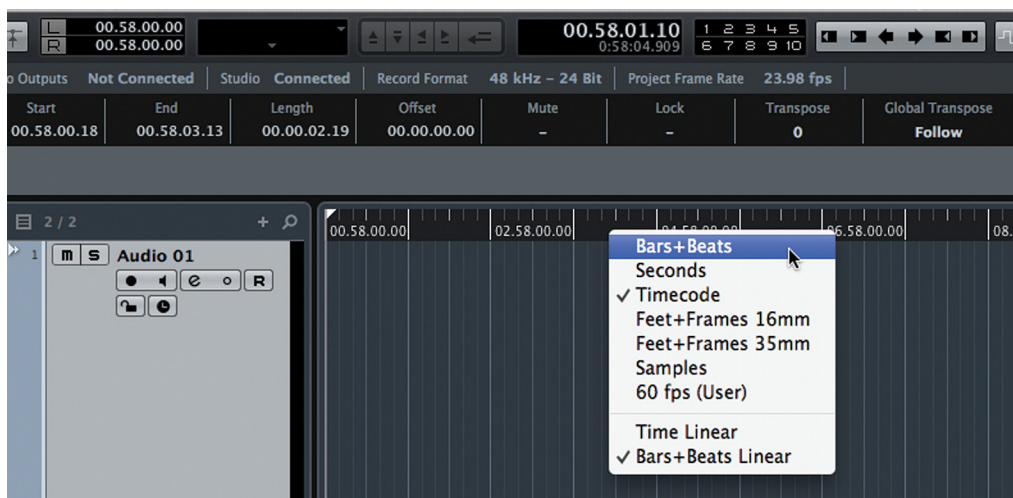 L 00.58.00.00
R 00.58.00.00
00.58.01.10
0:58:04.909
1 2 3 4 5
6 7 8 9 10
o Outputs Not Connected Studio Connected Record Format 48 kHz – 24 Bit Project Frame Rate 23.98 fps
Start End Length Offset Mute Lock Transpose Global Transpose
00.58.00.18 00.58.03.13 00.00.02.19 00.00.00.00 – – 0 Follow
2 / 2 +
00.58.00.00 02.58.00.00 04.58.00.00 06.58.00.00 08.
1 m S Audio 01
e R
Bars+Beats
Seconds
✓ Timecode
Feet+Frames 16mm
Feet+Frames 35mm
Samples
60 fps (User)
Time Linear
✓ Bars+Beats Linear